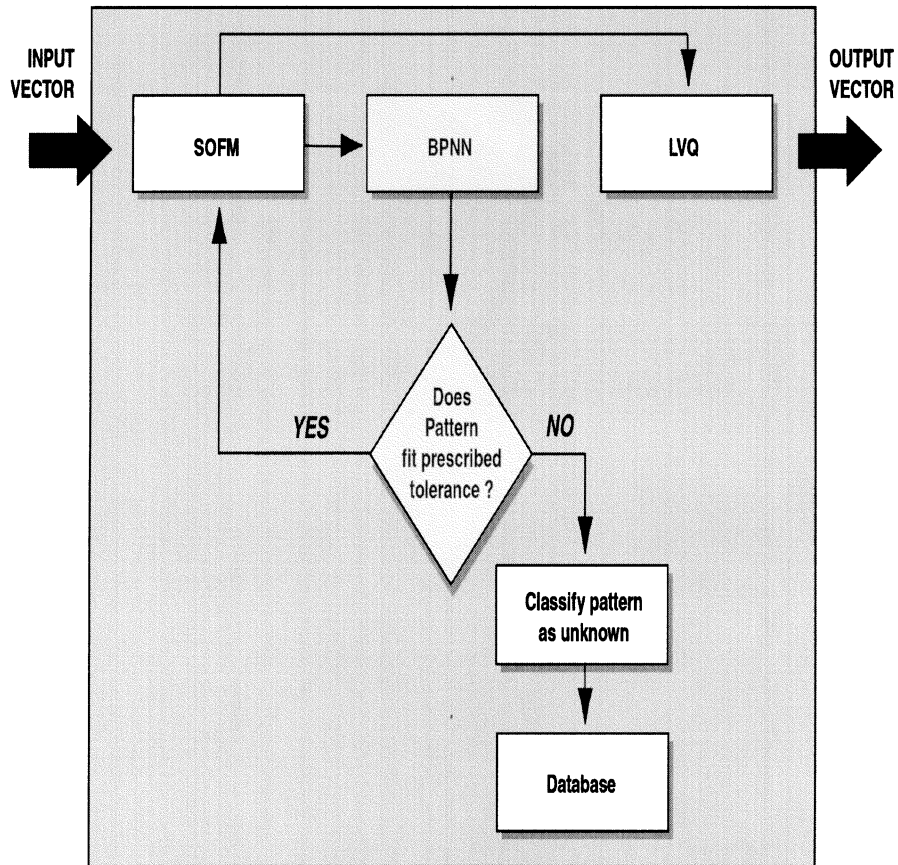 INPUT
VECTOR
OUTPUT
VECTOR
SOFM
BPNN
LVQ
Does
Pattern
fit prescribed
tolerance ?
YES
NO
Classify pattern
as unknown
Database